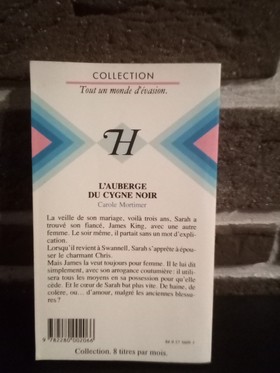 COLLECTION
Tout un monde d'évasion.
H
L'AUBERGE
DU CYGNE NOIR
Carole Mortimer
La veille de son mariage, voilà trois ans, Sarah a
trouvé son fiancé, James King, avec une autre
femme. Le soir même, il partait sans un mot d'expli-
cation.
Lorsqu'il revient à Swannell, Sarah s'apprête à épou-
ser le charmant Chris.
Mais James la veut toujours pour femme. Il le lui dit
simplement, avec son arrogance coutumière : il utili-
sera tous les moyens en sa possession pour qu'elle
cède. Et le cœur de Sarah bat plus vite. De haine, de
colère, ou... d'amour, malgré les anciennes blessu-
res ?
9 782280 002066
Collection. 8 titres par mois.